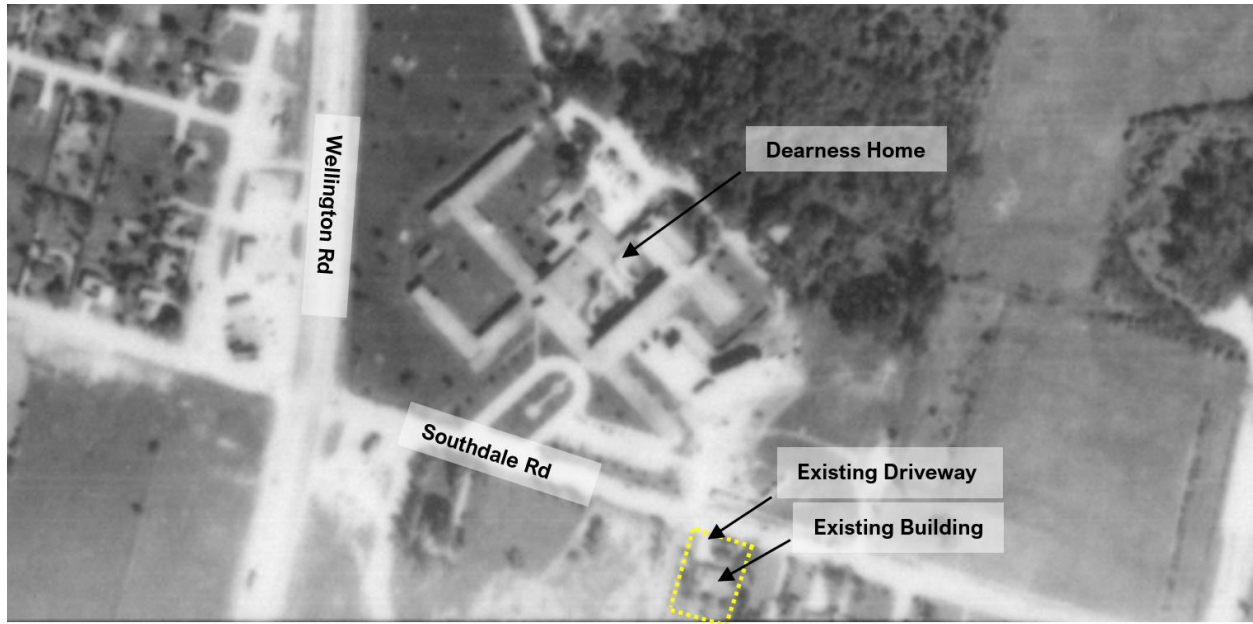 Dearness Home
Wellington Rd
Southdale Rd
Existing Driveway
Existing Building